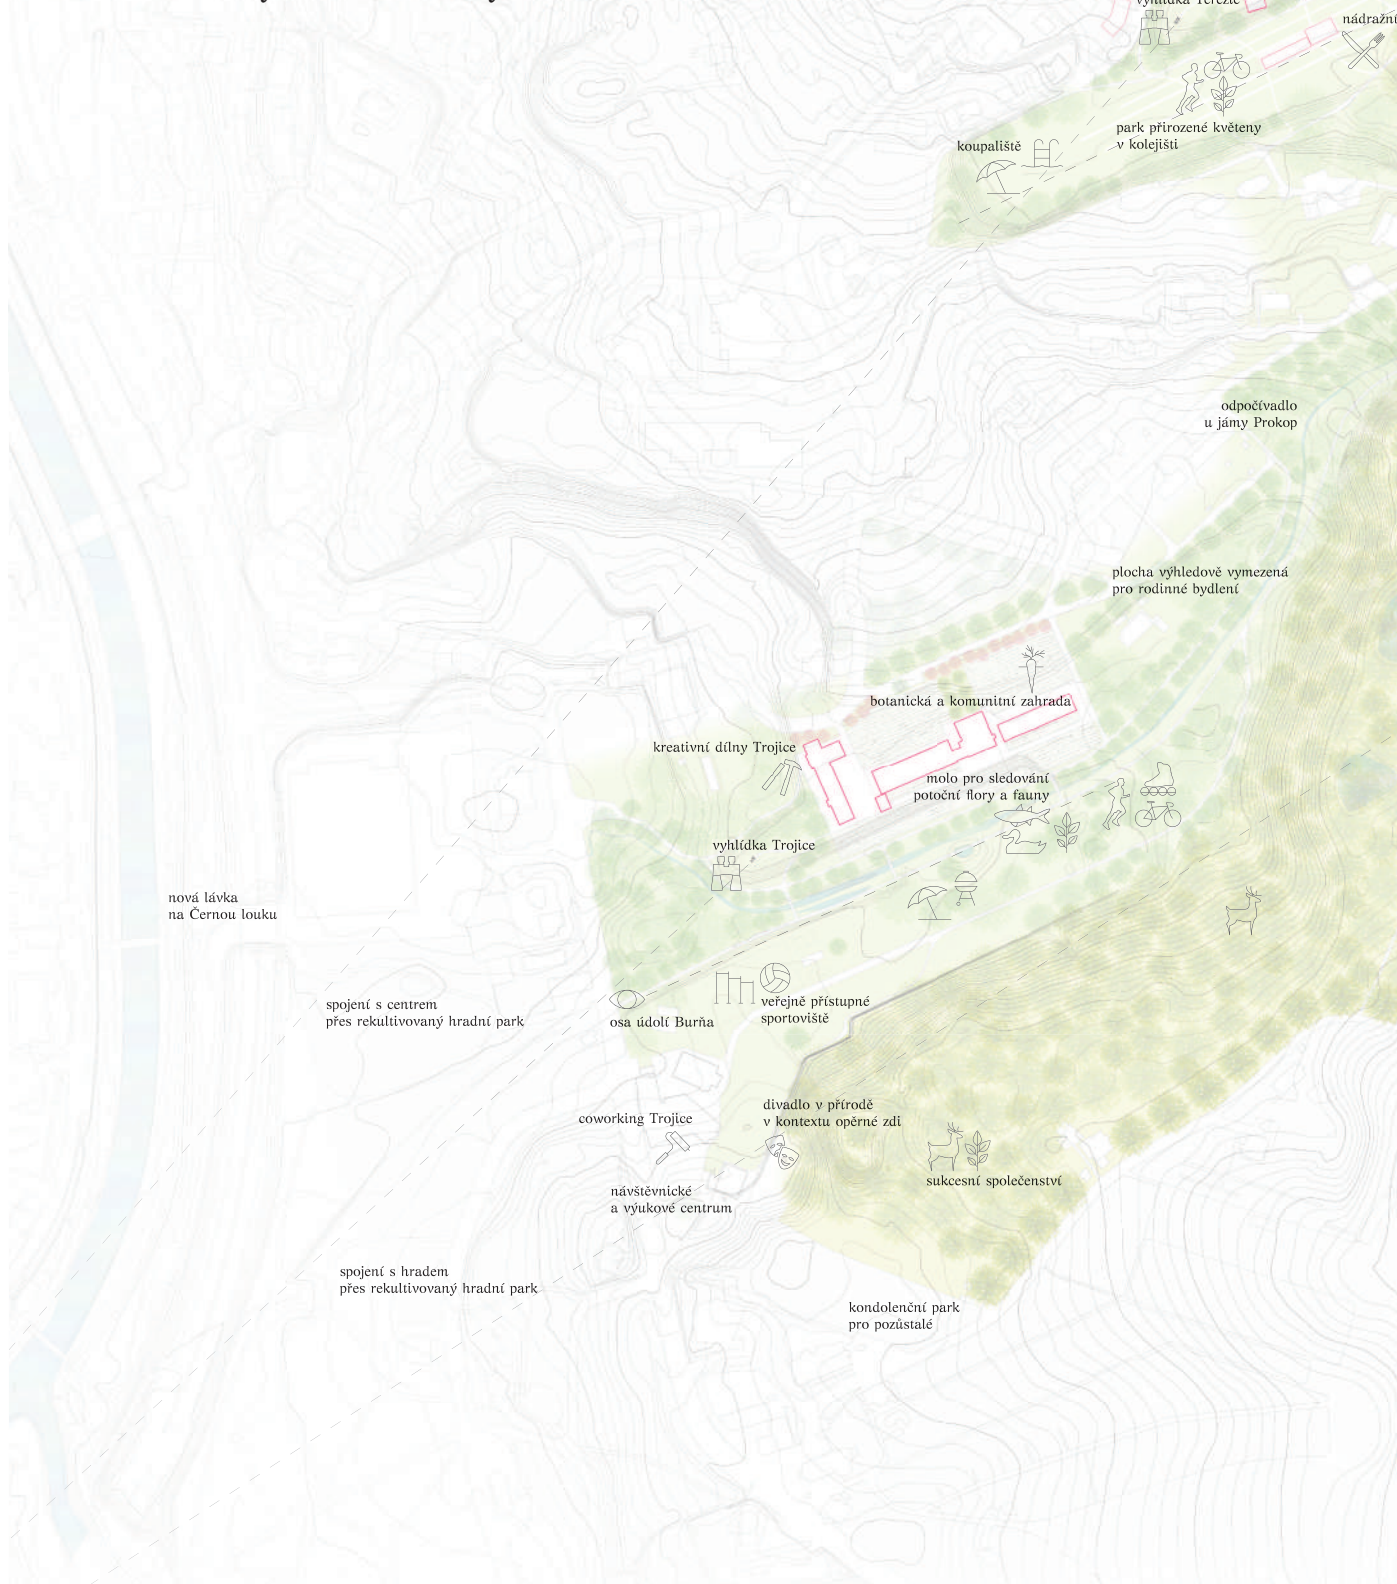 vyhlídka Terezie
nádražní
park přirozené květeny
v kolejišti
koupaliště
odpočívadlo
u jámy Prokop
plocha výhledově vymezená
pro rodinné bydlení
botanická a komunitní zahrada
kreativní dílny Trojice
molo pro sledování
potoční flory a fauny
vyhlídka Trojice
nová lávka
na Černou louku
spojení s centrem
přes rekultivovaný hradní park
osa údolí Burňa
veřejně přístupné
sportoviště
coworking Trojice
divadlo v přírodě
v kontextu opěrné zdi
sukcesní společenství
návštěvnické
a výukové centrum
spojení s hradem
přes rekultivovaný hradní park
kondolenční park
pro pozůstalé